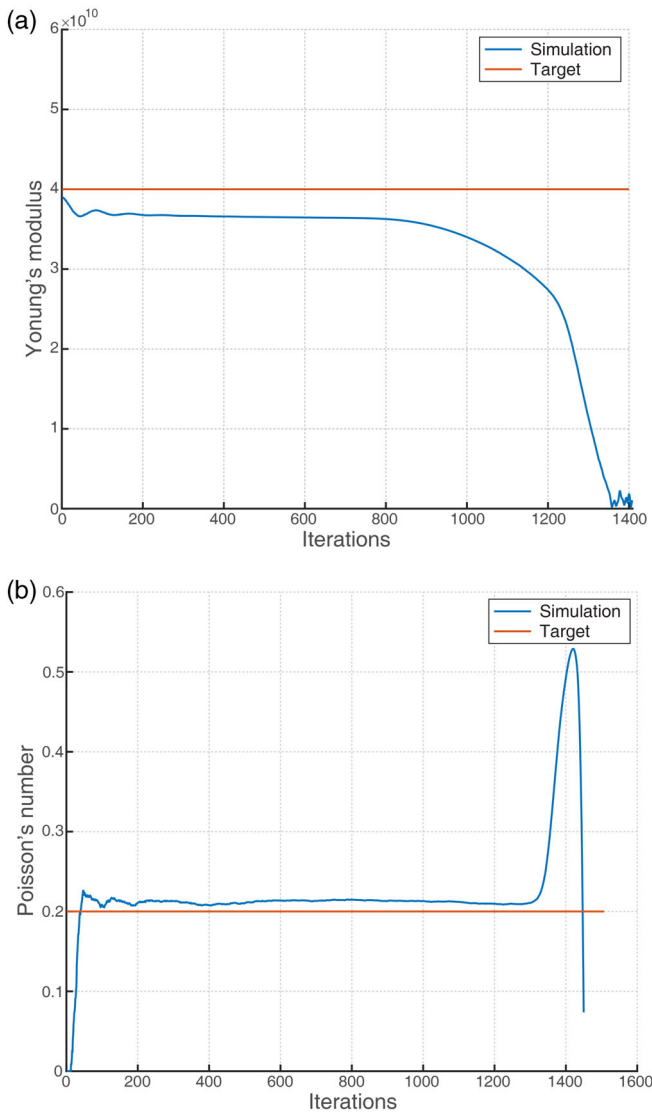 (a)
6 ×10^10
Simulation
Target
5
4
3
2
1
0
Yonung's modulus
0 200 400 600 800 1000 1200 1400
Iterations
(b)
0.6
Simulation
Target
0.5
0.4
0.3
0.2
0.1
0
Poisson's number
0 200 400 600 800 1000 1200 1400 1600
Iterations